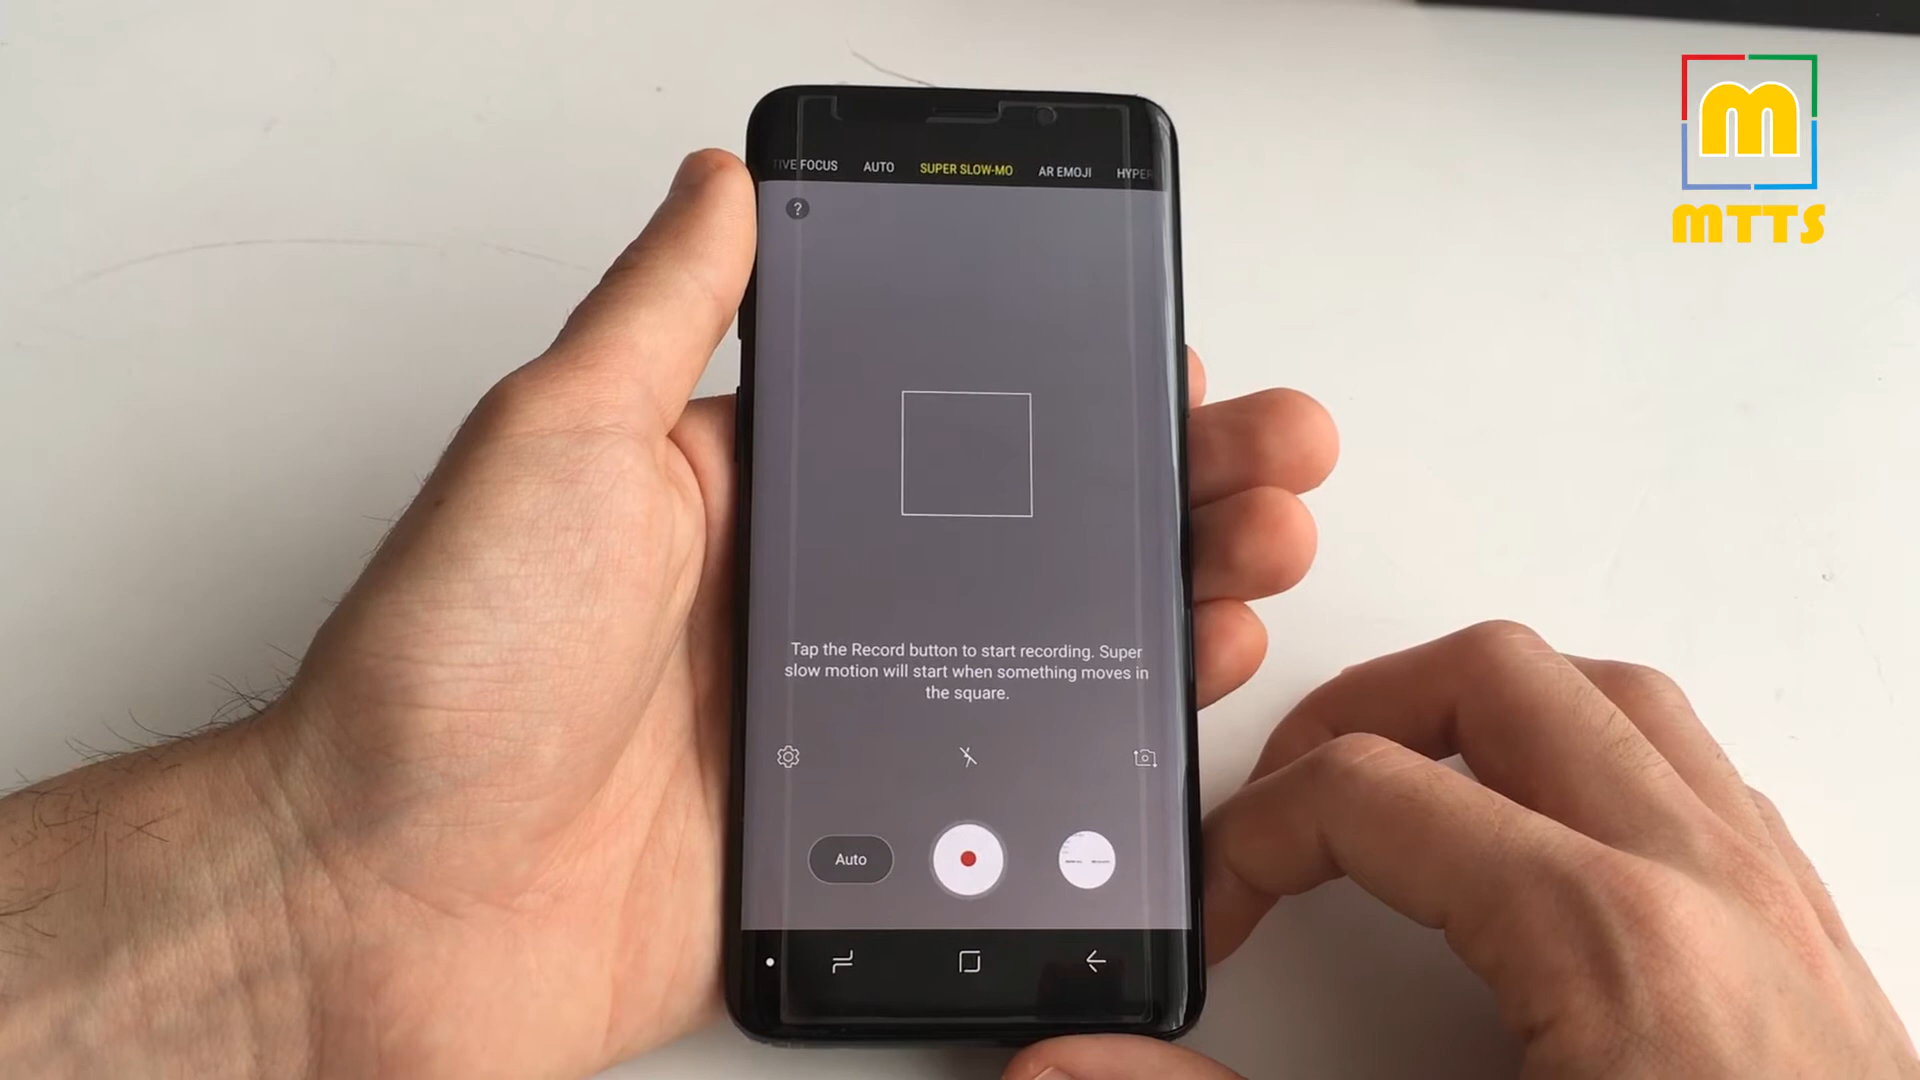 TIVE FOCUS AUTO SUPER SLOW-MO AR EMOJI HYPER
?
Tap the Record button to start recording. Super
slow motion will start when something moves in
the square.
Auto
m
MTTS